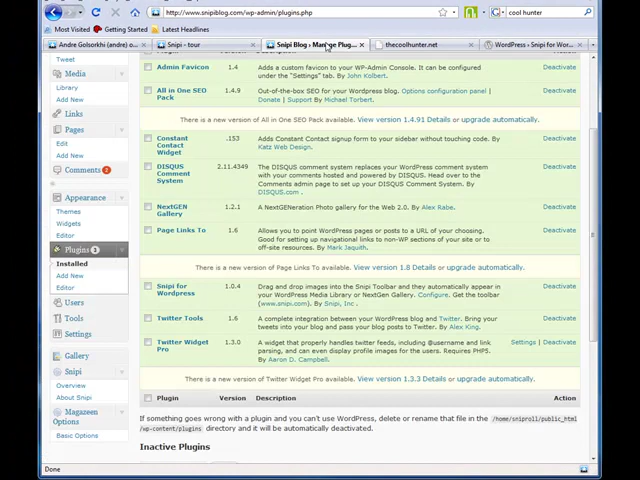 http://www.snipiblog.com/wp-admin/plugins.php
cool hunter
Most Visited Getting Started Latest Headlines
Andre Golsorkhi (andre) o... Snipi - tour Snipi Blog › Manage Plug... thecoolhunter.net WordPress › Snipi for Wor...
Tweet
Media
Library
Add New
Links
Pages
Edit
Add New
Comments
Appearance
Themes
Widgets
Editor
Plugins 3
Installed
Add New
Editor
Users
Tools
Settings
Gallery
Snipi
Overview
About Snipi
Magazeen Options
Basic Options
Admin Favicon 1.4 Adds a custom favicon to your WP-Admin Console. It can be configured Deactivate
under the "Settings" tab. By John Kolbert.
All in One SEO Pack 1.4.9 Out-of-the-box SEO for your WordPress blog. Options configuration panel | Deactivate
Donate | Support By Michael Torbert.
There is a new version of All in One SEO Pack available. View version 1.4.91 Details or upgrade automatically.
Constant Contact Widget .153 Adds Constant Contact signup form to your sidebar without touching code. By Deactivate
Katz Web Design.
DISQUS Comment System 2.11.4349 The DISQUS comment system replaces your WordPress comment system Deactivate
with your comments hosted and powered by DISQUS. Head over to the
Comments admin page to set up your DISQUS Comment System. By
DISQUS.com .
NextGEN Gallery 1.2.1 A NextGENeration Photo gallery for the Web 2.0. By Alex Rabe. Deactivate
Page Links To 1.6 Allows you to point WordPress pages or posts to a URL of your choosing. Deactivate
Good for setting up navigational links to non-WP sections of your site or to
off-site resources. By Mark Jaquith.
There is a new version of Page Links To available. View version 1.8 Details or upgrade automatically.
Snipi for Wordpress 1.0.4 Drag and drop images into the Snipi Toolbar and they automatically appear in Deactivate
your WordPress Media Library or NextGen Gallery. Configure. Get the toolbar
(www.snipi.com) By Snipi, Inc .
Twitter Tools 1.6 A complete integration between your WordPress blog and Twitter. Bring your Deactivate
tweets into your blog and pass your blog posts to Twitter. By Alex King.
Twitter Widget Pro 1.3.0 A widget that properly handles twitter feeds, including @username and link Settings | Deactivate
parsing, and can even display profile images for the users. Requires PHP5.
By Aaron D. Campbell.
There is a new version of Twitter Widget Pro available. View version 1.3.3 Details or upgrade automatically.
Plugin Version Description Action
If something goes wrong with a plugin and you can't use WordPress, delete or rename that file in the /home/sniproll/public_html
/wp-content/plugins directory and it will be automatically deactivated.
Inactive Plugins
Done